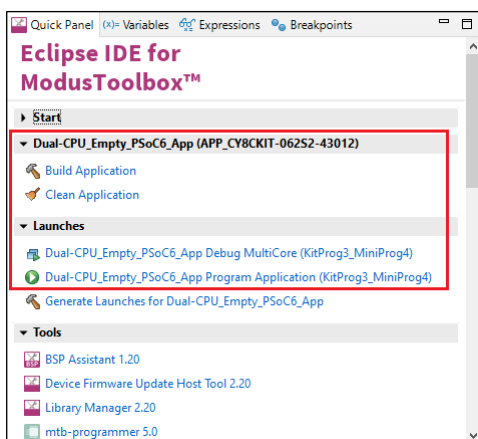 Quick Panel (x)= Variables Expressions Breakpoints
Eclipse IDE for
ModusToolbox™
Start
Dual-CPU_Empty_PSoC6_App (APP_CY8CKIT-062S2-43012)
Build Application
Clean Application
Launches
Dual-CPU_Empty_PSoC6_App Debug MultiCore (KitProg3_MiniProg4)
Dual-CPU_Empty_PSoC6_App Program Application (KitProg3_MiniProg4)
Generate Launches for Dual-CPU_Empty_PSoC6_App
Tools
BSP Assistant 1.20
Device Firmware Update Host Tool 2.20
Library Manager 2.20
mtb-programmer 5.0